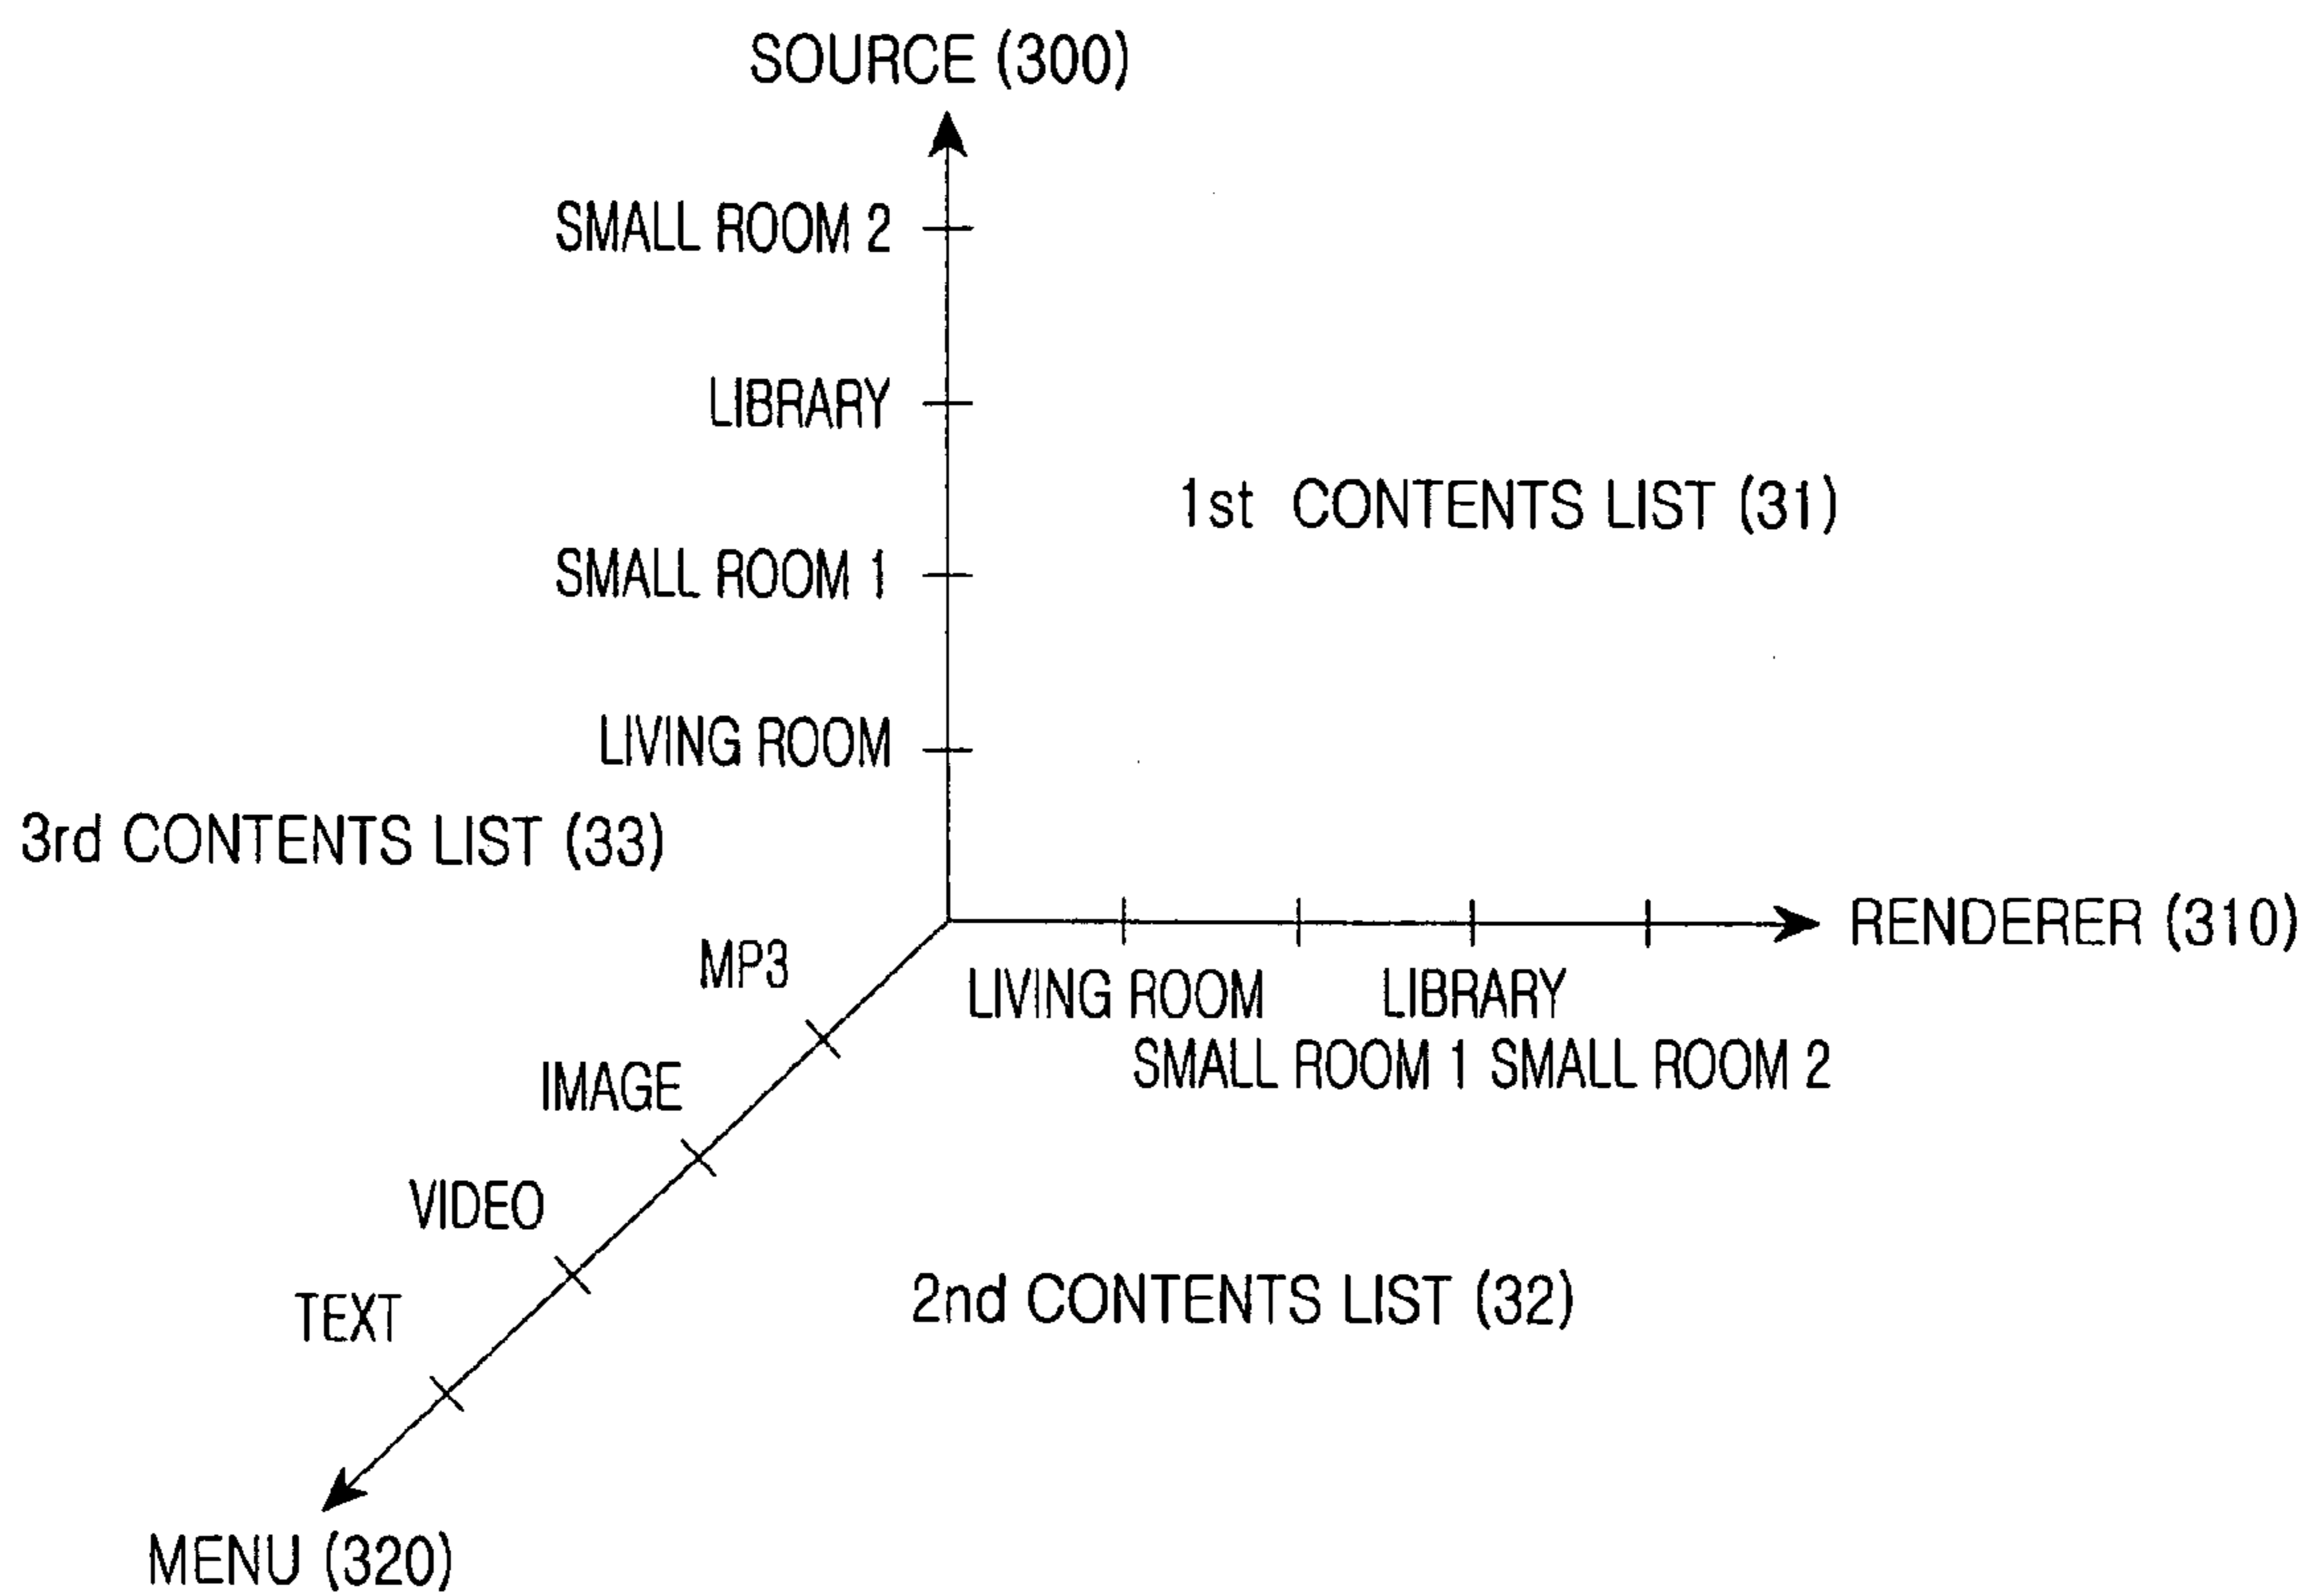 SOURCE (300)
SMALL ROOM 2
LIBRARY
1st CONTENTS LIST (31)
SMALL ROOM 1
LIVING ROOM
3rd CONTENTS LIST (33)
RENDERER (310)
MP3
LIVING ROOM LIBRARY
SMALL ROOM 1 SMALL ROOM 2
IMAGE
VIDEO
2nd CONTENTS LIST (32)
TEXT
MENU (320)